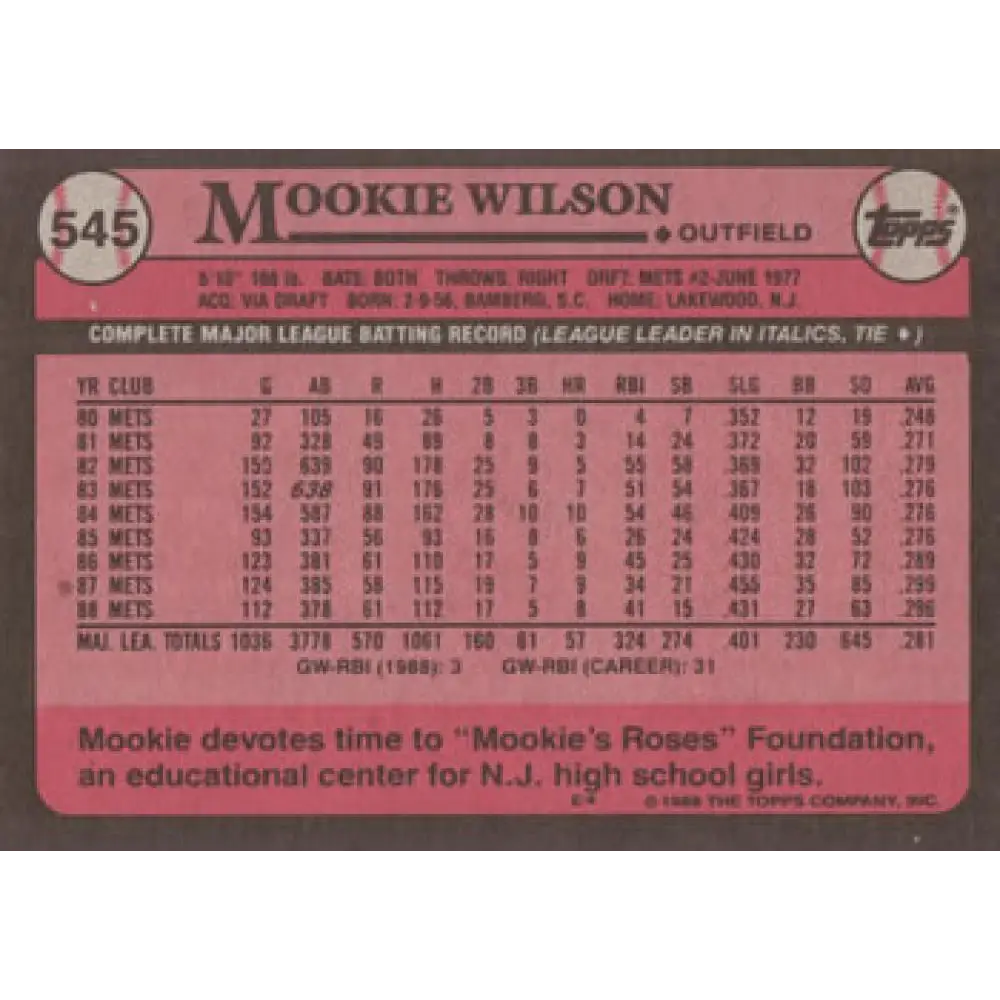 545
MOOKIE WILSON
OUTFIELD
Topps®
5'10" 168 lb. BATS: BOTH THROWS: RIGHT DRFT: METS #2-JUNE 1977
ACQ: VIA DRAFT BORN: 2-9-56, BAMBERG, S.C. HOME: LAKEWOOD, N.J.
COMPLETE MAJOR LEAGUE BATTING RECORD (LEAGUE LEADER IN ITALICS, TIE ♦)
YR CLUB G AB R H 2B 3B HR RBI SB SLG BB SO AVG
80 METS 27 105 16 26 5 3 0 4 7 .352 12 19 .248
81 METS 92 328 49 89 8 8 3 14 24 .372 20 59 .271
82 METS 155 639 90 178 25 9 5 55 58 .369 32 102 .279
83 METS 152 638 91 176 25 6 7 51 54 .367 18 103 .276
84 METS 154 587 88 162 28 10 10 54 46 .409 26 90 .276
85 METS 93 337 56 93 16 8 6 26 24 .424 28 52 .276
86 METS 123 381 61 110 17 5 9 45 25 .430 32 72 .289
87 METS 124 385 58 115 19 7 9 34 21 .455 35 85 .299
88 METS 112 378 61 112 17 5 8 41 15 .431 27 63 .296
MAJ. LEA. TOTALS 1036 3778 570 1061 160 61 57 324 274 .401 230 645 .281
GW-RBI (1988): 3 GW-RBI (CAREER): 31
Mookie devotes time to "Mookie's Roses" Foundation,
an educational center for N.J. high school girls.
© 1988 THE TOPPS COMPANY, INC.